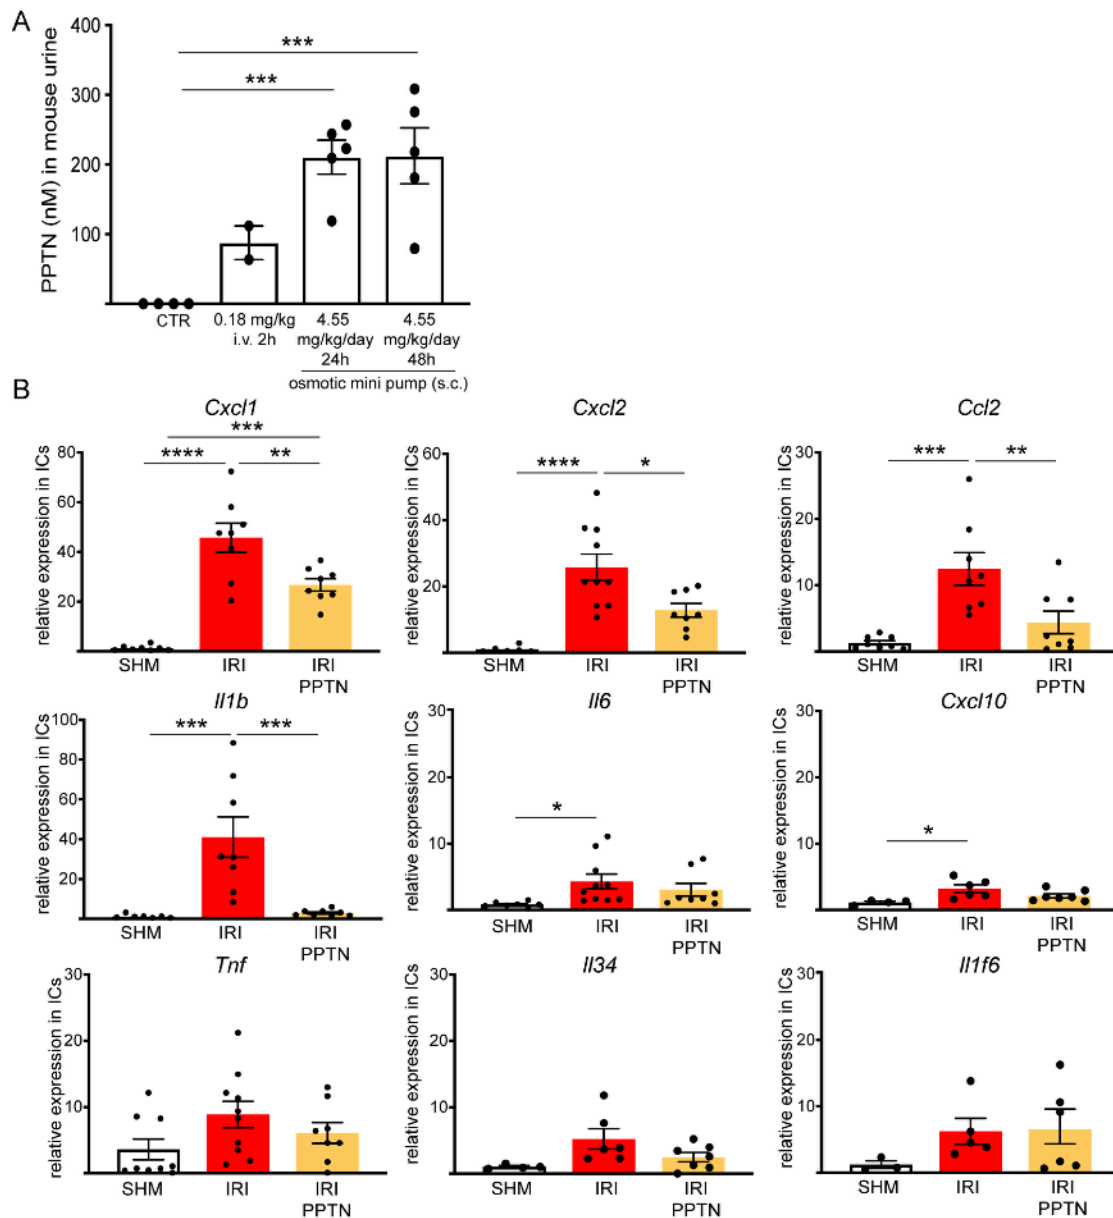 A
PPTN (nM) in mouse urine
400
300
200
100
0
***
***
CTR
0.18 mg/kg
i.v. 2h
4.55
mg/kg/day
24h
4.55
mg/kg/day
48h
osmotic mini pump (s.c.)
B
Cxcl1
relative expression in ICs
80
60
40
20
***
**** **
SHM IRI IRI
PPTN
Cxcl2
relative expression in ICs
60
40
20
**** *
SHM IRI IRI
PPTN
Ccl2
relative expression in ICs
30
20
10
*** **
SHM IRI IRI
PPTN
Il1b
relative expression in ICs
100
80
60
40
20
*** ***
SHM IRI IRI
PPTN
Il6
relative expression in ICs
30
20
10
*
SHM IRI IRI
PPTN
Cxcl10
relative expression in ICs
30
20
10
*
SHM IRI IRI
PPTN
Tnf
relative expression in ICs
30
20
10
SHM IRI IRI
PPTN
Il34
relative expression in ICs
30
20
10
SHM IRI IRI
PPTN
Il1f6
relative expression in ICs
30
20
10
SHM IRI IRI
PPTN